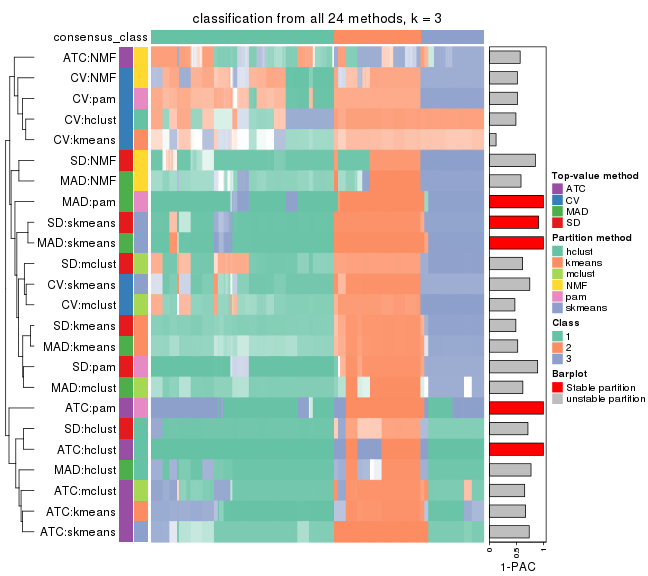 classification from all 24 methods, k = 3
consensus_class
ATC:NMF
CV:NMF
CV:pam
CV:hclust
CV:kmeans
SD:NMF
MAD:NMF
MAD:pam
SD:skmeans
MAD:skmeans
SD:mclust
CV:skmeans
CV:mclust
SD:kmeans
MAD:kmeans
SD:pam
MAD:mclust
ATC:pam
SD:hclust
ATC:hclust
MAD:hclust
ATC:mclust
ATC:kmeans
ATC:skmeans
0
0.5
1
1-PAC
Top-value method
ATC
CV
MAD
SD
Partition method
hclust
kmeans
mclust
NMF
pam
skmeans
Class
1
2
3
Barplot
Stable partition
unstable partition